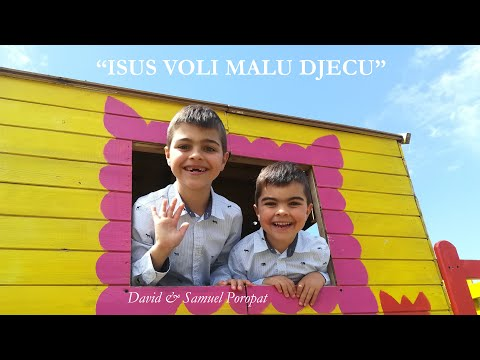 “ISUS VOLI MALU DJECU”
David & Samuel Poropat